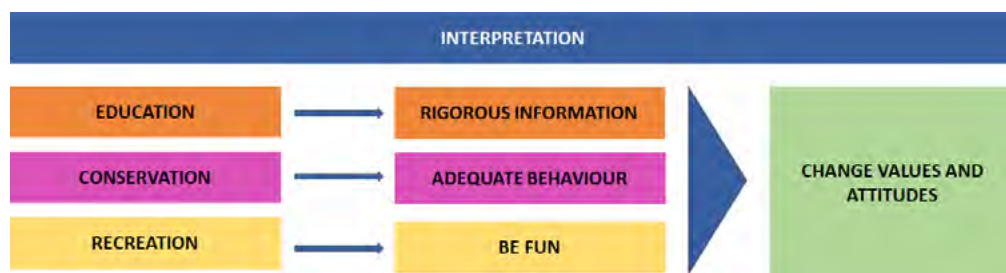 INTERPRETATION
EDUCATION
RIGOROUS INFORMATION
CONSERVATION
ADEQUATE BEHAVIOUR
RECREATION
BE FUN
CHANGE VALUES AND
ATTITUDES